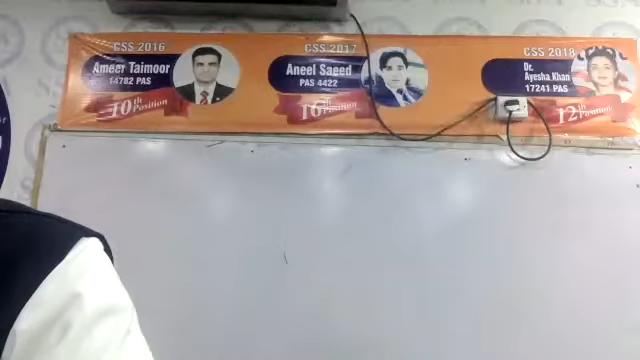 CSS 2016
Ameer Taimoor
14782 PAS
10th Position
CSS 2017
Aneel Saeed
PAS 4422
16th Position
CSS 2018
Dr.
Ayesha Khan
17241 PAS
12th Position